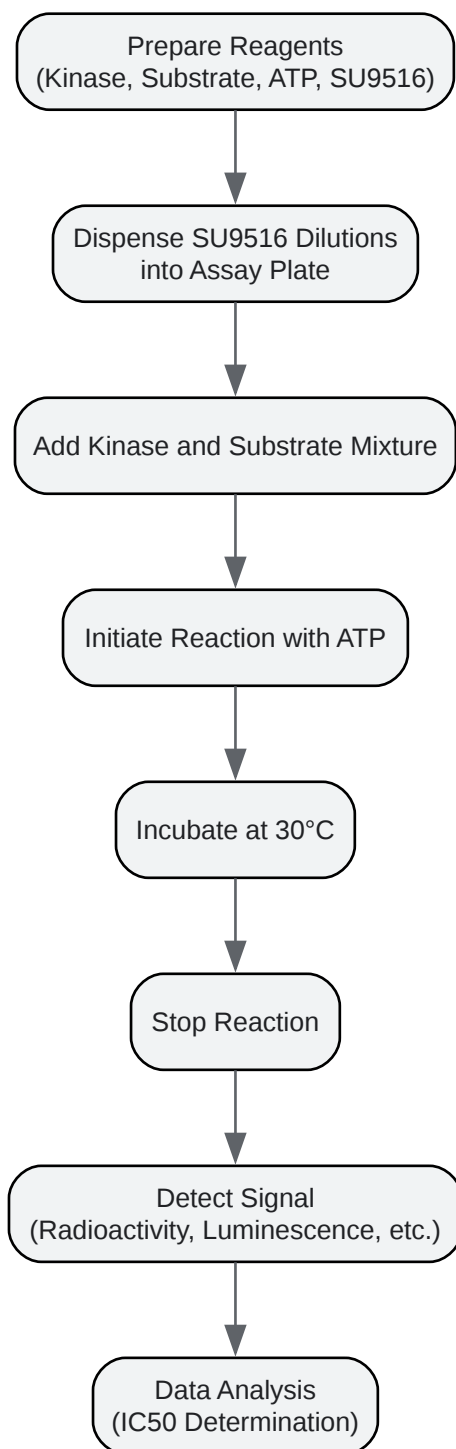 Prepare Reagents
(Kinase, Substrate, ATP, SU9516)
Dispense SU9516 Dilutions
into Assay Plate
Add Kinase and Substrate Mixture
Initiate Reaction with ATP
Incubate at 30°C
Stop Reaction
Detect Signal
(Radioactivity, Luminescence, etc.)
Data Analysis
(IC50 Determination)